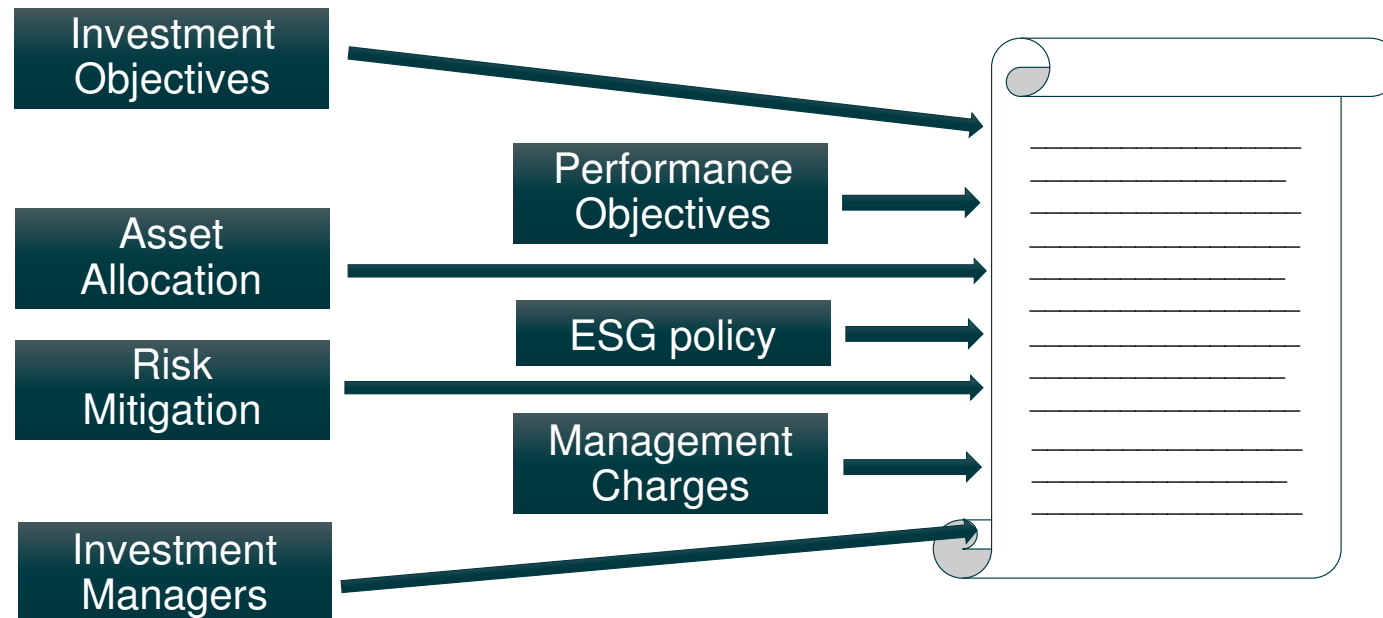 Investment
Objectives
Performance
Objectives
Asset
Allocation
ESG policy
Risk
Mitigation
Management
Charges
Investment
Managers